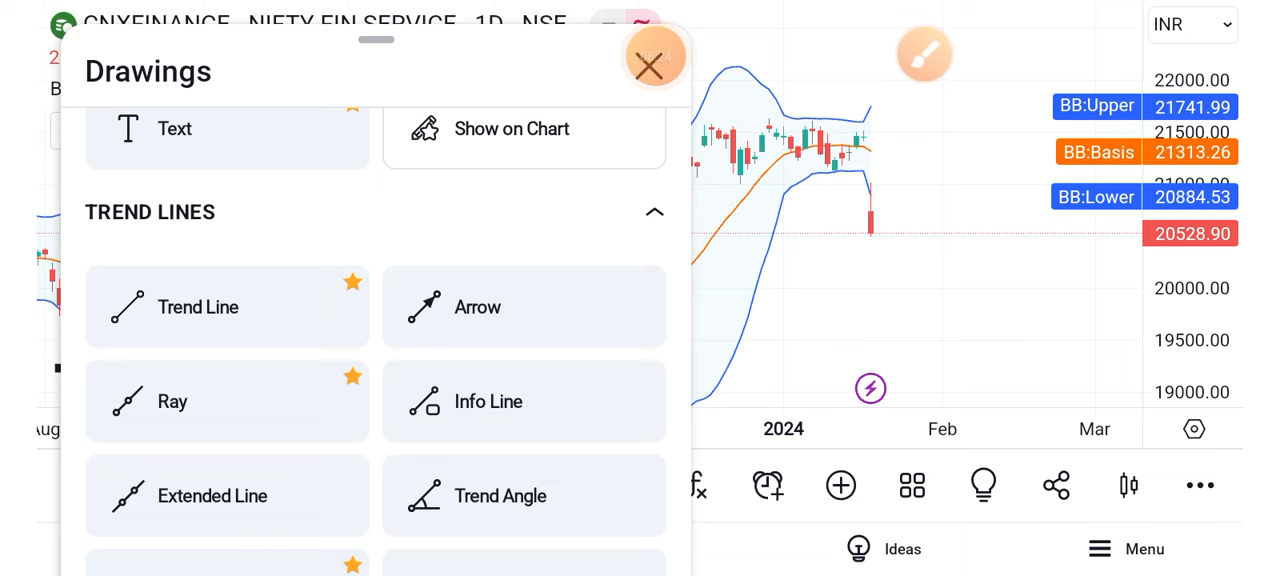 CNXFINANCE · NIFTY FIN SERVICE · 1D · NSE
INR
Drawings
Text
Show on Chart
TREND LINES
Trend Line
Arrow
Ray
Info Line
Extended Line
Trend Angle
22000.00
BB:Upper 21741.99
21500.00
BB:Basis 21313.26
21000.00
BB:Lower 20884.53
20528.90
20000.00
19500.00
19000.00
Aug
2024
Feb
Mar
Ideas
Menu